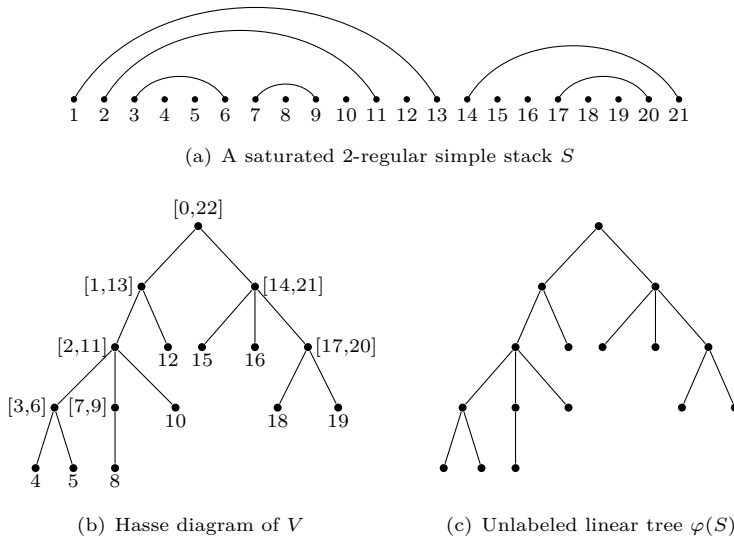 1 2 3 4 5 6 7 8 9 10 11 12 13 14 15 16 17 18 19 20 21
(a) A saturated 2-regular simple stack S
[0,22]
[1,13] [14,21]
[2,11] 12 15 16 [17,20]
[3,6] [7,9] 10 18 19
4 5 8
(b) Hasse diagram of V
(c) Unlabeled linear tree φ(S)